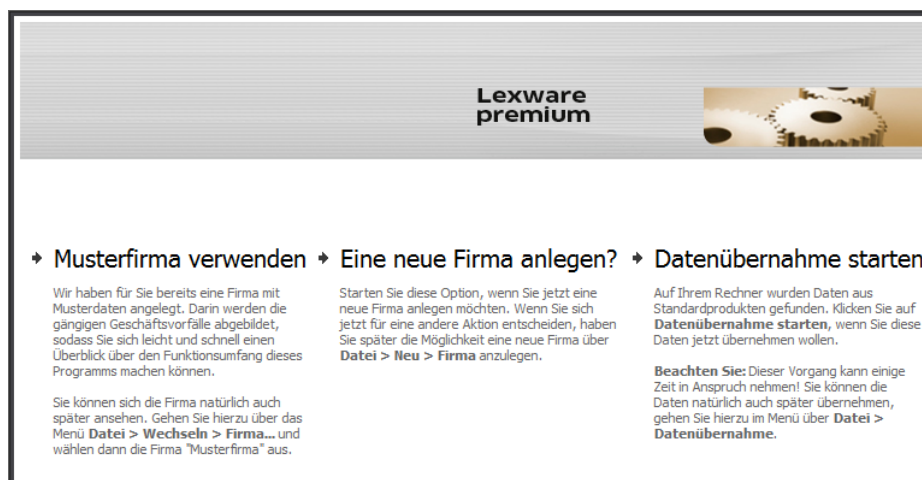 Lexware
premium
Musterfirma verwenden
Wir haben für Sie bereits eine Firma mit
Musterdaten angelegt. Darin werden die
gängigen Geschäftsvorfälle abgebildet,
sodass Sie sich leicht und schnell einen
Überblick über den Funktionsumfang dieses
Programms machen können.
Sie können sich die Firma natürlich auch
später ansehen. Gehen Sie hierzu über das
Menü Datei > Wechseln > Firma... und
wählen dann die Firma "Musterfirma" aus.
Eine neue Firma anlegen?
Starten Sie diese Option, wenn Sie jetzt eine
neue Firma anlegen möchten. Wenn Sie sich
jetzt für eine andere Aktion entscheiden, haben
Sie später die Möglichkeit eine neue Firma über
Datei > Neu > Firma anzulegen.
Datenübernahme starten
Auf Ihrem Rechner wurden Daten aus
Standardprodukten gefunden. Klicken Sie auf
Datenübernahme starten, wenn Sie diese
Daten jetzt übernehmen wollen.
Beachten Sie: Dieser Vorgang kann einige
Zeit in Anspruch nehmen! Sie können die
Daten natürlich auch später übernehmen,
gehen Sie hierzu im Menü über Datei >
Datenübernahme.